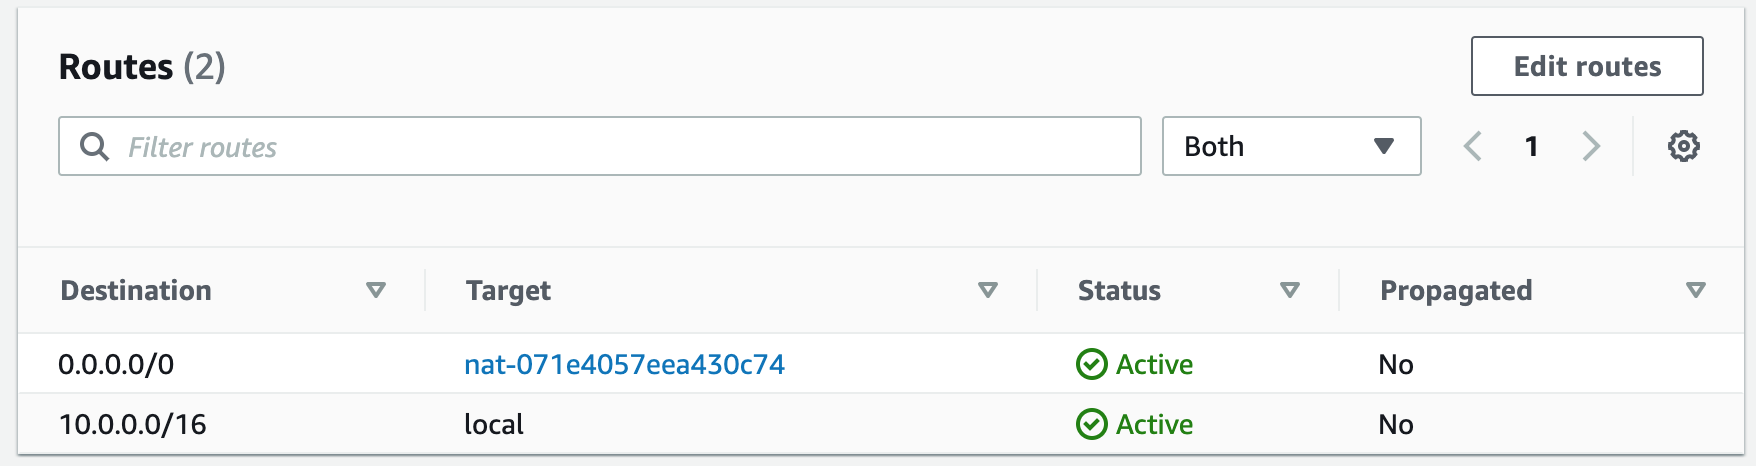 Routes (2)
Edit routes
Filter routes
Both
1
Destination Target Status Propagated
0.0.0.0/0 nat-071e4057eea430c74 Active No
10.0.0.0/16 local Active No